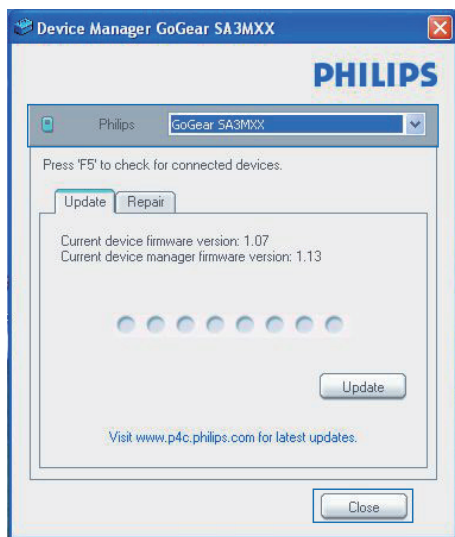 Device Manager GoGear SA3MXX
PHILIPS
Philips GoGear SA3MXX
Press 'F5' to check for connected devices.
Update Repair
Current device firmware version: 1.07
Current device manager firmware version: 1.13
Update
Visit www.p4c.philips.com for latest updates.
Close